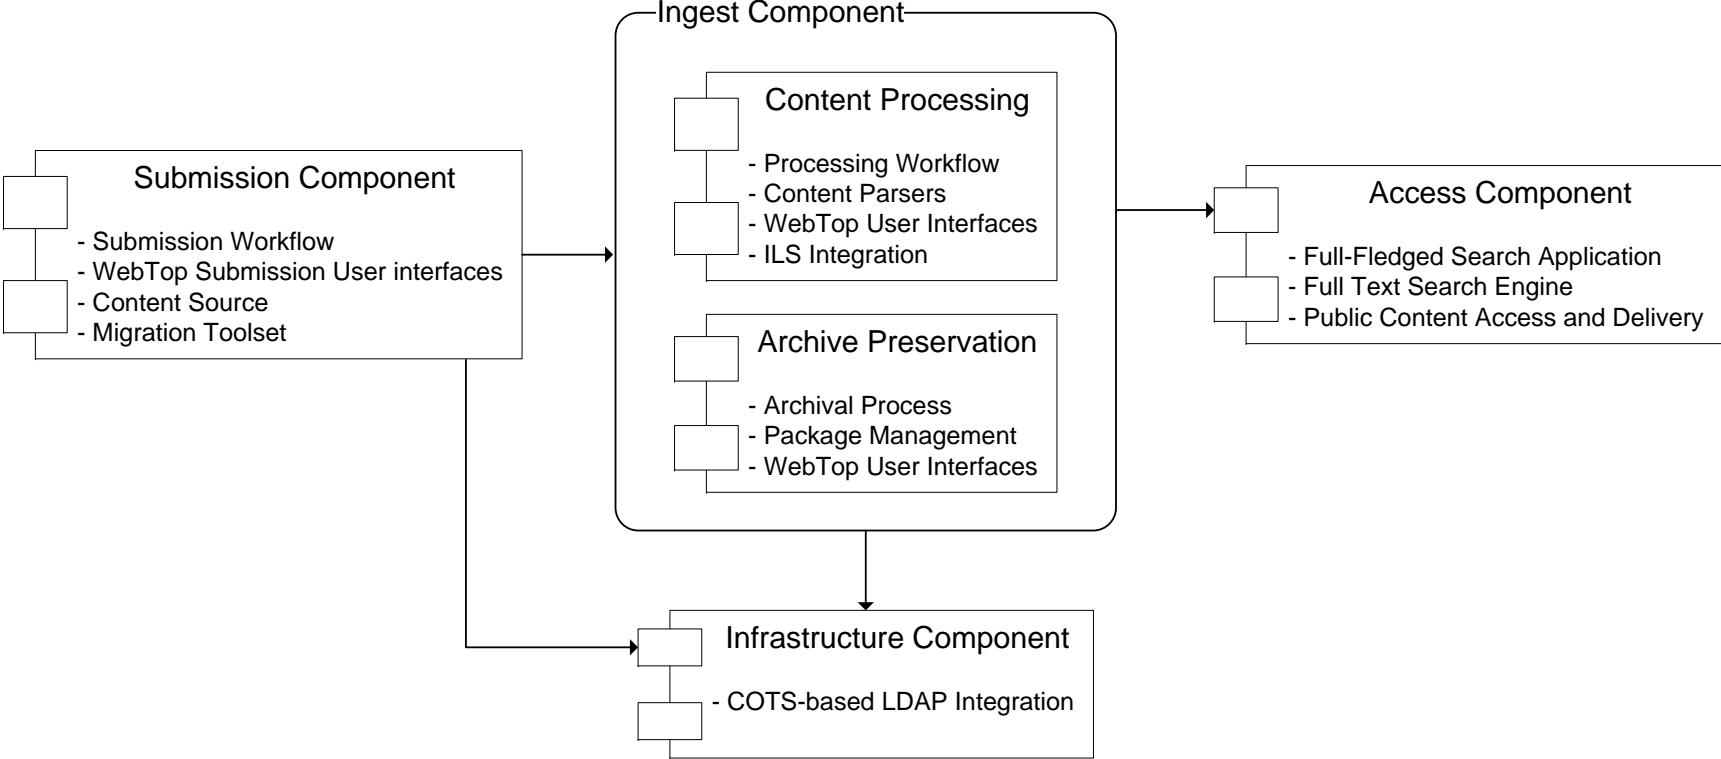 Ingest Component
Content Processing
- Processing Workflow
- Content Parsers
- WebTop User Interfaces
- ILS Integration
Submission Component
- Submission Workflow
- WebTop Submission User interfaces
- Content Source
- Migration Toolset
Access Component
- Full-Fledged Search Application
- Full Text Search Engine
- Public Content Access and Delivery
Archive Preservation
- Archival Process
- Package Management
- WebTop User Interfaces
Infrastructure Component
- COTS-based LDAP Integration